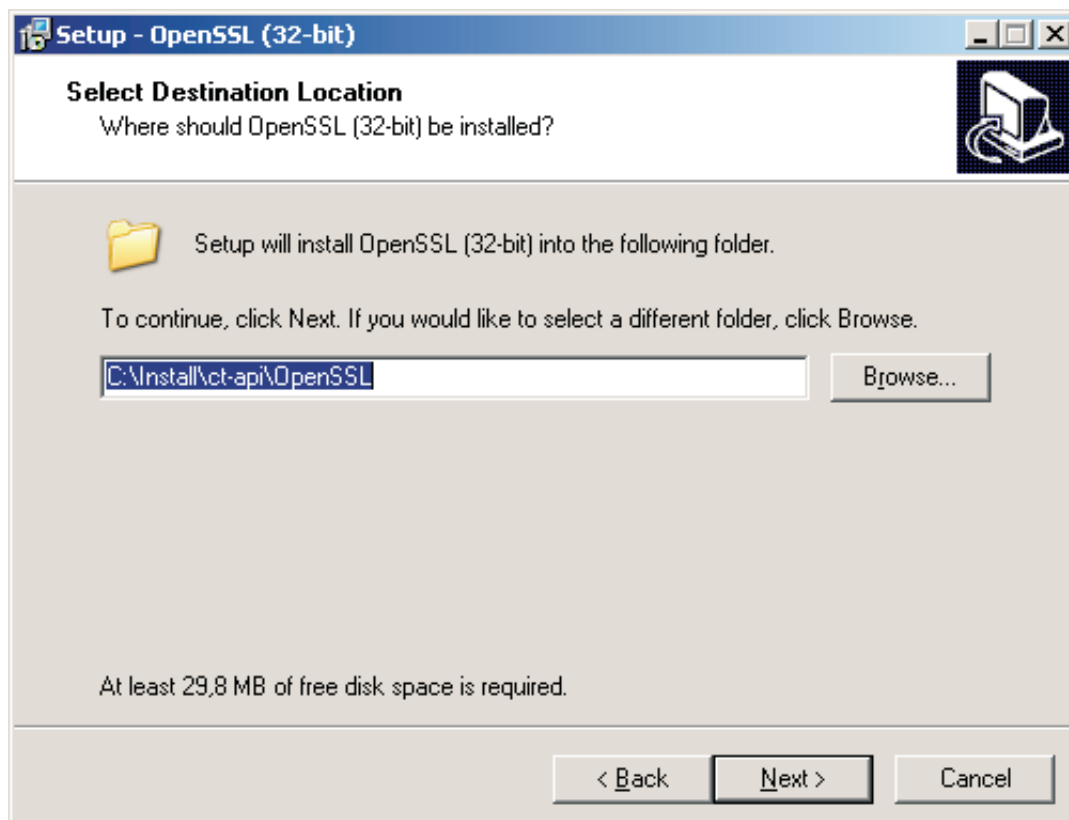 Setup - OpenSSL (32-bit)
Select Destination Location
Where should OpenSSL (32-bit) be installed?
Setup will install OpenSSL (32-bit) into the following folder.
To continue, click Next. If you would like to select a different folder, click Browse.
C:\Install\ct-api\OpenSSL
Browse...
At least 29,8 MB of free disk space is required.
< Back
Next >
Cancel